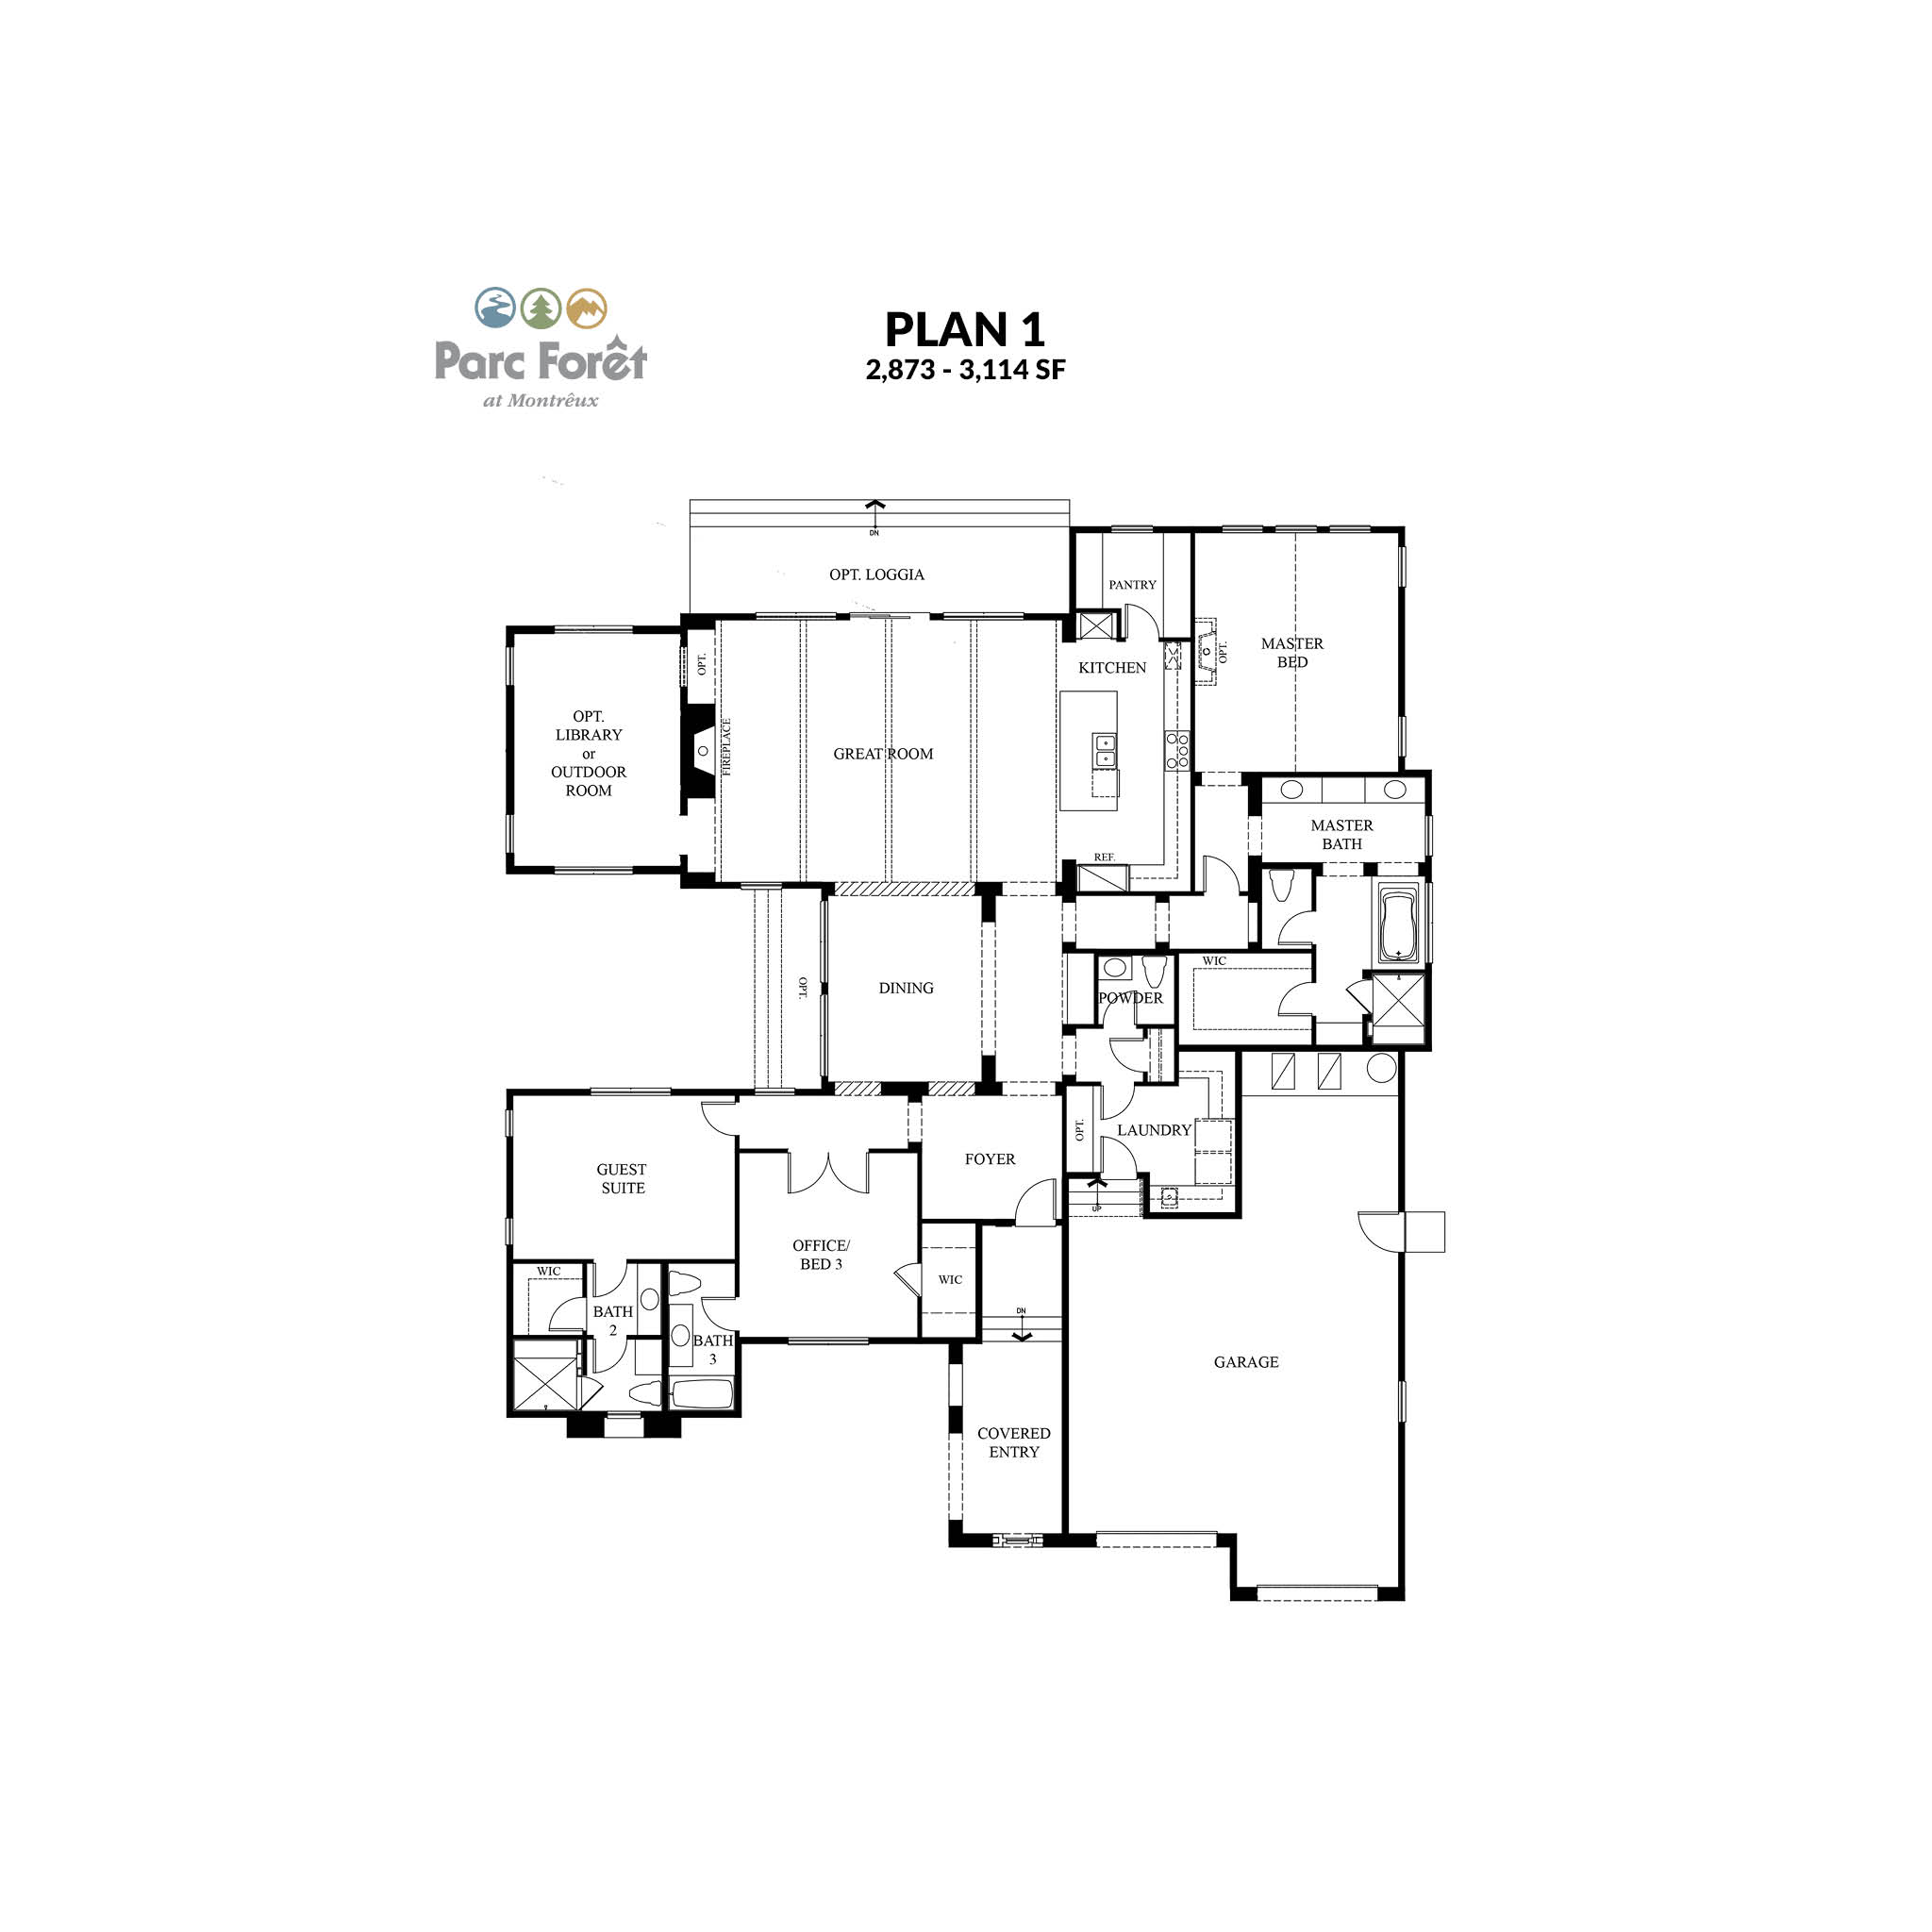 Parc Forêt
at Montrêux
PLAN 1
2,873 - 3,114 SF
DN
OPT. LOGGIA
PANTRY
MASTER
BED
OPT.
KITCHEN
OPT.
OPT.
LIBRARY
or
OUTDOOR
ROOM
FIREPLACE
GREAT ROOM
MASTER
BATH
REF.
WIC
DINING
OPT.
POWDER
OPT.
LAUNDRY
FOYER
GUEST
SUITE
UP
OFFICE/
BED 3
WIC
WIC
BATH
2
DN
BATH
3
GARAGE
COVERED
ENTRY